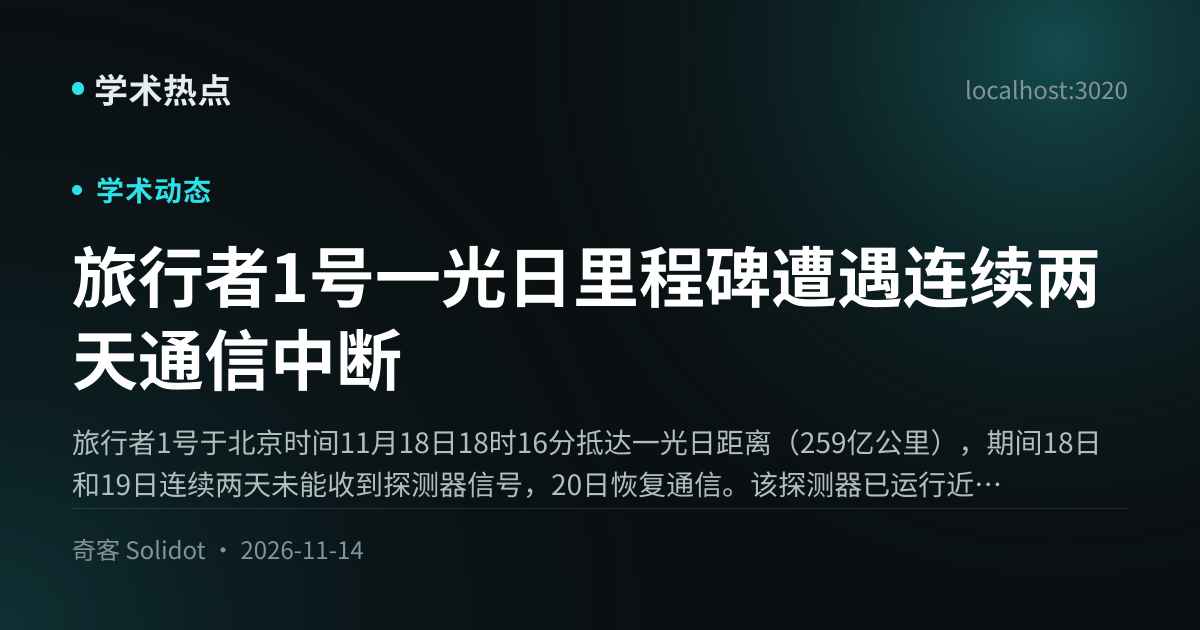 学术热点
localhost:3020
学术动态
旅行者1号一光日里程碑遭遇连续两
天通信中断
旅行者1号于北京时间11月18日18时16分抵达一光日距离（259亿公里），期间18日
和19日连续两天未能收到探测器信号，20日恢复通信。该探测器已运行近…
奇客 Solidot · 2026-11-14